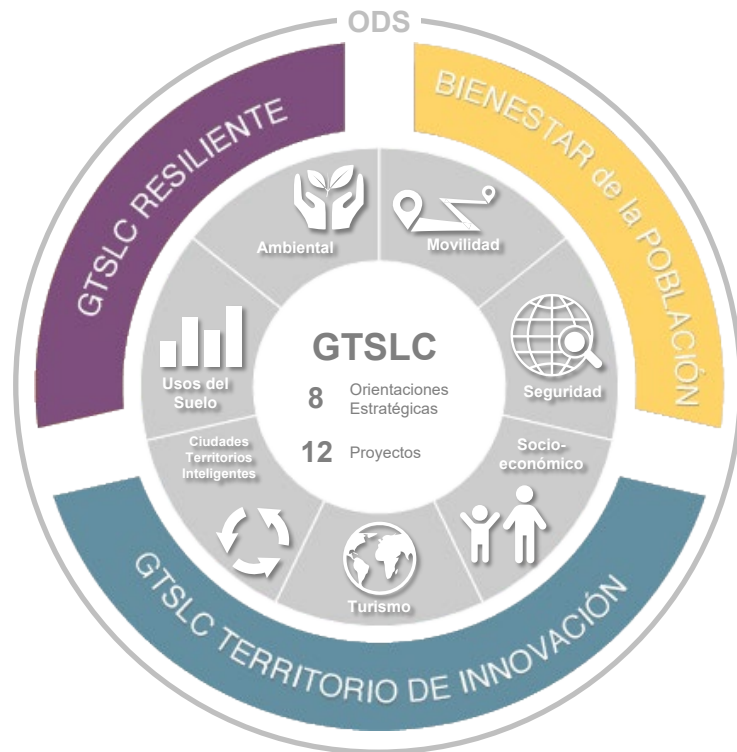 ODS
GTSLC RESILIENTE
BIENESTAR de la POBLACIÓN
Ambiental
Movilidad
Usos del
Suelo
GTSLC
8
Orientaciones
Estratégicas
12
Proyectos
Seguridad
Ciudades
Territorios
Inteligentes
Socio-
económico
Turismo
GTSLC TERRITORIO DE INNOVACIÓN